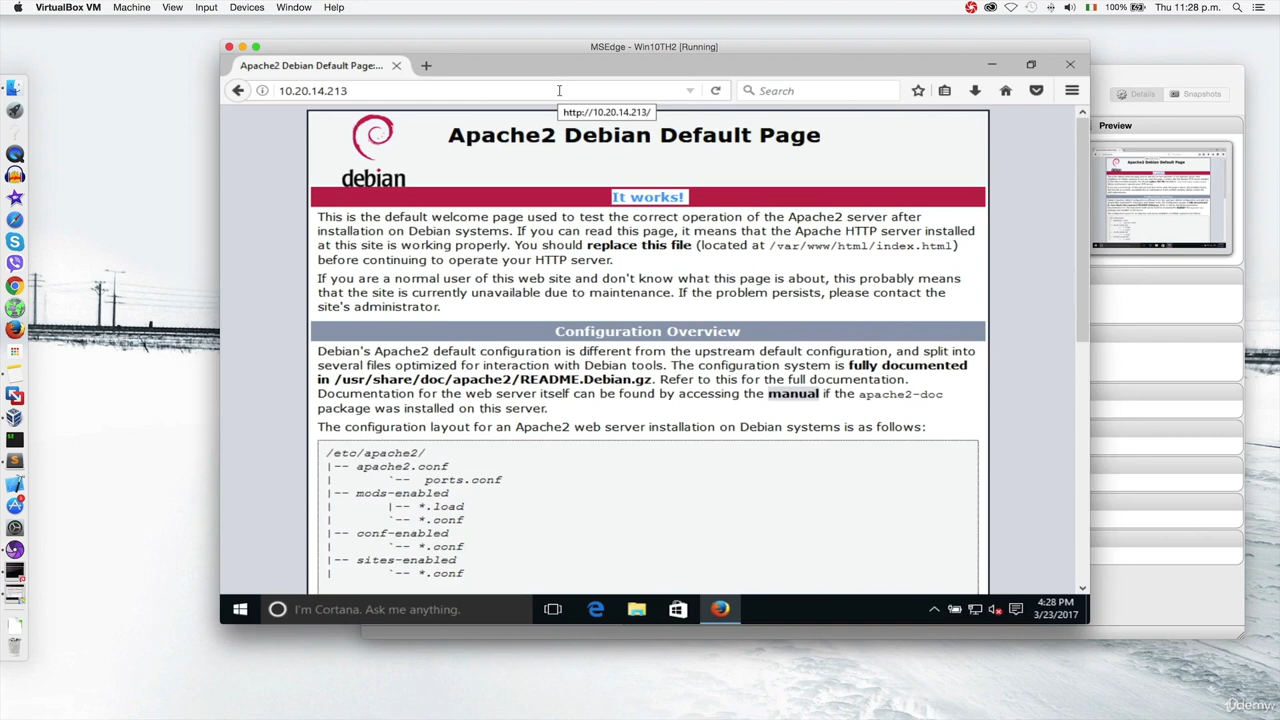 VirtualBox VM Machine View Input Devices Window Help 100% Thu 11:28 p.m.
MSEdge - Win10TH2 [Running]
Apache2 Debian Default Page:...
10.20.14.213 Search
http://10.20.14.213/
Details Snapshots
Preview
Apache2 Debian Default Page
debian
It works!
This is the default welcome page used to test the correct operation of the Apache2 server after
installation on Debian systems. If you can read this page, it means that the Apache HTTP server installed
at this site is working properly. You should replace this file (located at /var/www/html/index.html)
before continuing to operate your HTTP server.
If you are a normal user of this web site and don't know what this page is about, this probably means
that the site is currently unavailable due to maintenance. If the problem persists, please contact the
site's administrator.
Configuration Overview
Debian's Apache2 default configuration is different from the upstream default configuration, and split into
several files optimized for interaction with Debian tools. The configuration system is fully documented
in /usr/share/doc/apache2/README.Debian.gz. Refer to this for the full documentation.
Documentation for the web server itself can be found by accessing the manual if the apache2-doc
package was installed on this server.
The configuration layout for an Apache2 web server installation on Debian systems is as follows:
/etc/apache2/
|-- apache2.conf
|       `--  ports.conf
|-- mods-enabled
|       |-- *.load
|       `-- *.conf
|-- conf-enabled
|       `-- *.conf
|-- sites-enabled
|       `-- *.conf
I'm Cortana. Ask me anything.
4:28 PM
3/23/2017
Udemy